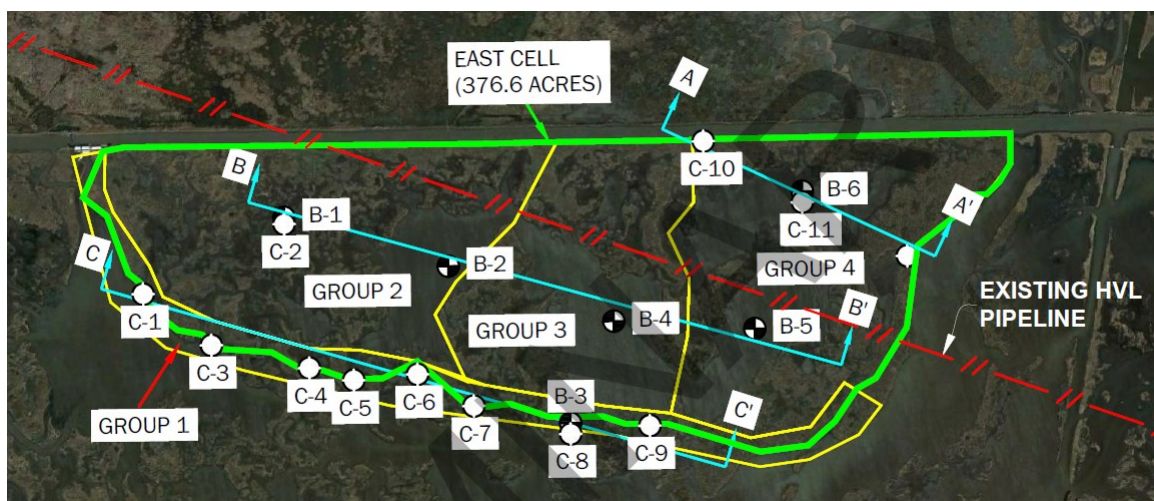 EAST CELL
(376.6 ACRES)
A
C-10
B
B-1
C-2
B-6
C-11
A'
B-2
GROUP 4
C
GROUP 2
EXISTING HVL
PIPELINE
C-1
GROUP 3
B-4
B-5
B'
C-3
C-4
C-5
C-6
B-3
C'
GROUP 1
C-7
C-8
C-9